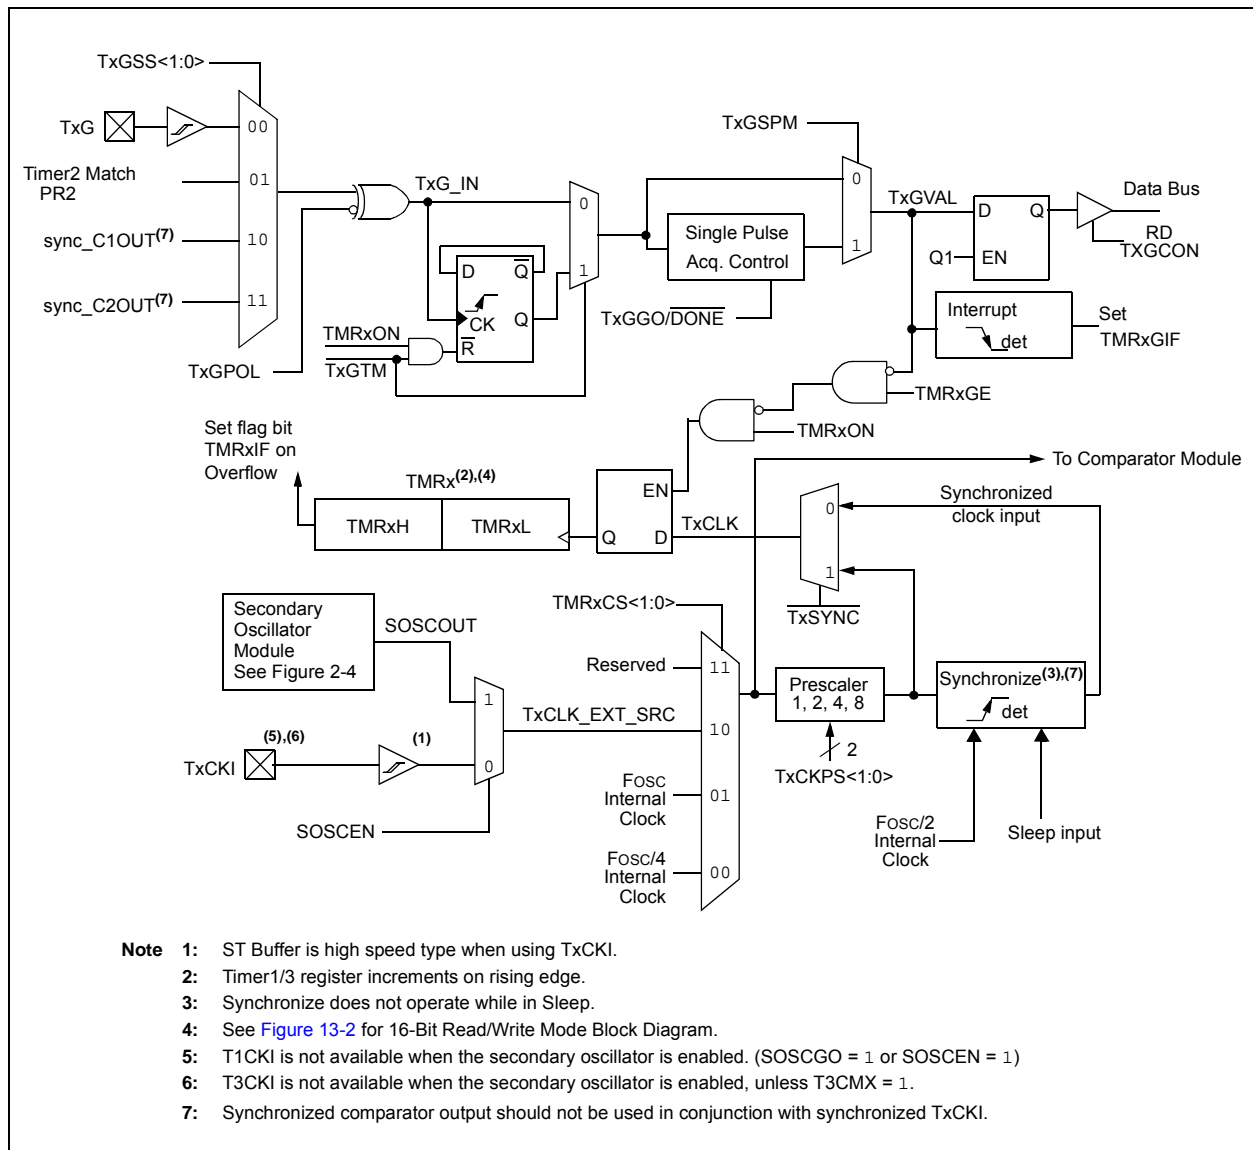 TxGSS<1:0>
TxG
00
Timer2 Match
PR2
01
sync_C1OUT(7)
10
sync_C2OUT(7)
11
TxGPOL
TxG_IN
0
1
D
Q
CK
Q
R
TMRxON
TxGTM
Single Pulse
Acq. Control
TxGGO/DONE
TxGSPM
0
1
TxGVAL
D
Q
Q1
EN
Data Bus
RD
TXGCON
Interrupt
det
Set
TMRxGIF
TMRxGE
TMRxON
Set flag bit
TMRxIF on
Overflow
TMRx(2),(4)
TMRxH
TMRxL
EN
Q
D
TxCLK
0
1
TxSYNC
To Comparator Module
Synchronized
clock input
Secondary
Oscillator
Module
See Figure 2-4
SOSCOUT
1
0
(5),(6)
TxCKI
(1)
SOSCEN
TxCLK_EXT_SRC
TMRxCS<1:0>
Reserved
11
10
FOSC
Internal
Clock
01
FOSC/4
Internal
Clock
00
Prescaler
1, 2, 4, 8
2
TxCKPS<1:0>
Synchronize(3),(7)
det
FOSC/2
Internal
Clock
Sleep input
Note 1: ST Buffer is high speed type when using TxCKI.
2: Timer1/3 register increments on rising edge.
3: Synchronize does not operate while in Sleep.
4: See Figure 13-2 for 16-Bit Read/Write Mode Block Diagram.
5: T1CKI is not available when the secondary oscillator is enabled. (SOSCGO = 1 or SOSCEN = 1)
6: T3CKI is not available when the secondary oscillator is enabled, unless T3CMX = 1.
7: Synchronized comparator output should not be used in conjunction with synchronized TxCKI.